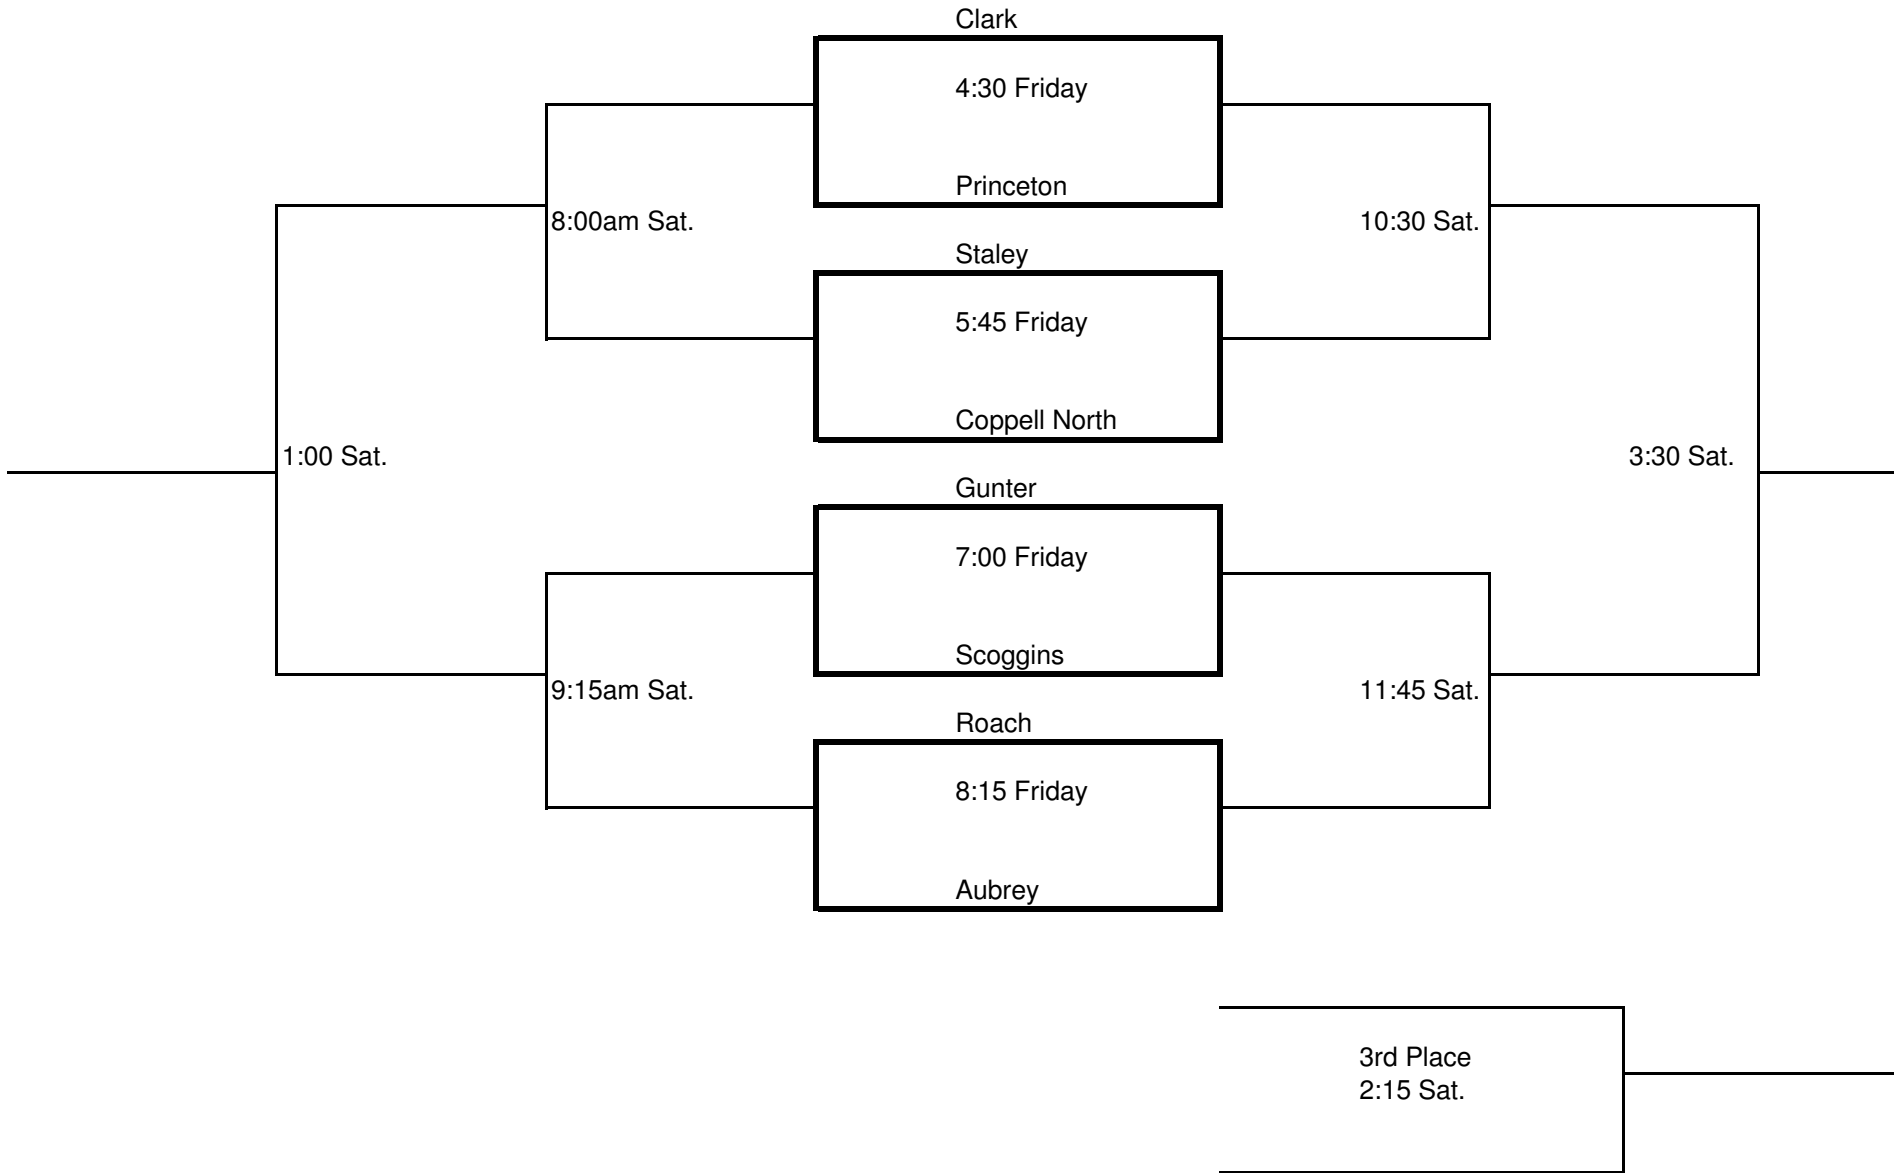 Clark
4:30 Friday
Princeton
8:00am Sat.
10:30 Sat.
Staley
5:45 Friday
Coppell North
1:00 Sat.
3:30 Sat.
Gunter
7:00 Friday
Scoggins
9:15am Sat.
11:45 Sat.
Roach
8:15 Friday
Aubrey
3rd Place
2:15 Sat.